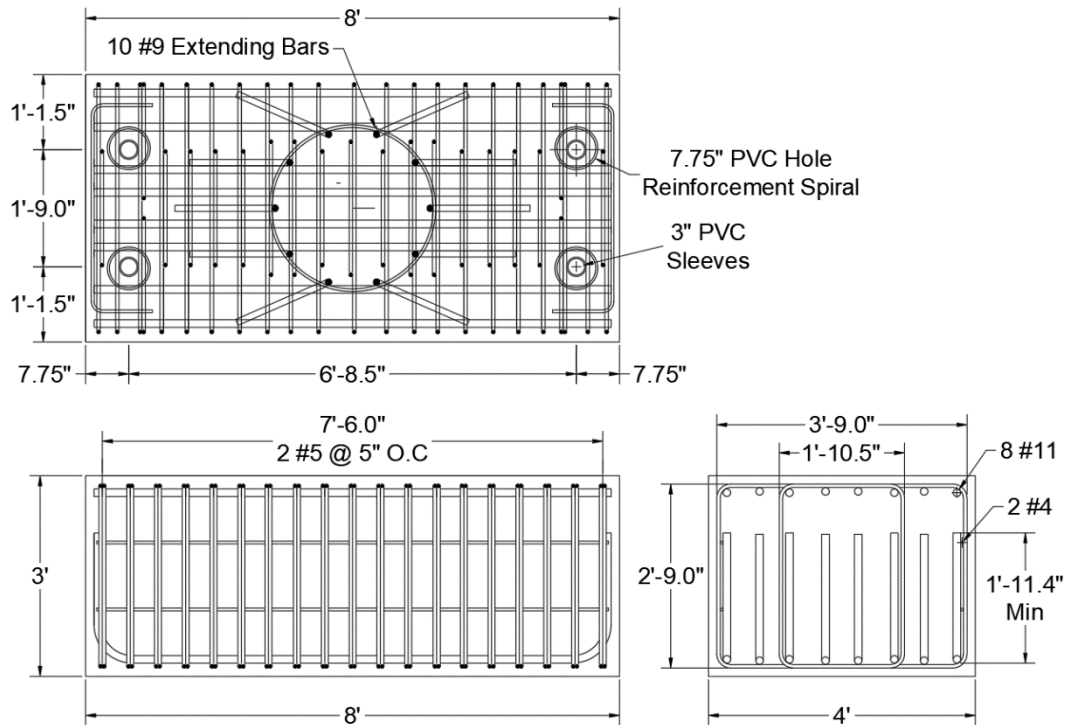 8'
10 #9 Extending Bars
1'-1.5"
1'-9.0"
1'-1.5"
7.75" PVC Hole
Reinforcement Spiral
3" PVC
Sleeves
7.75"
6'-8.5"
7.75"
7'-6.0"
2 #5 @ 5" O.C
3'
8'
3'-9.0"
1'-10.5"
8 #11
2 #4
2'-9.0"
1'-11.4"
Min
4'